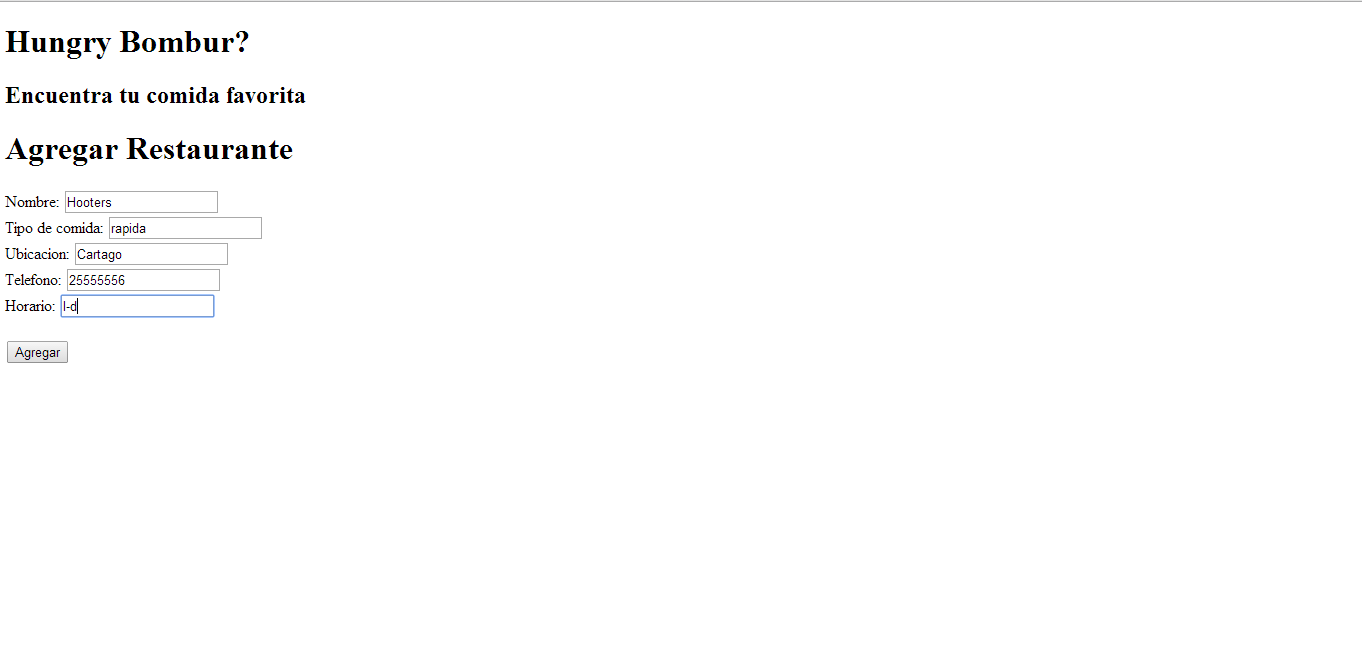 Hungry Bombur?
Encuentra tu comida favorita
Agregar Restaurante
Nombre: Hooters
Tipo de comida: rapida
Ubicacion: Cartago
Telefono: 25555556
Horario: l-d
Agregar